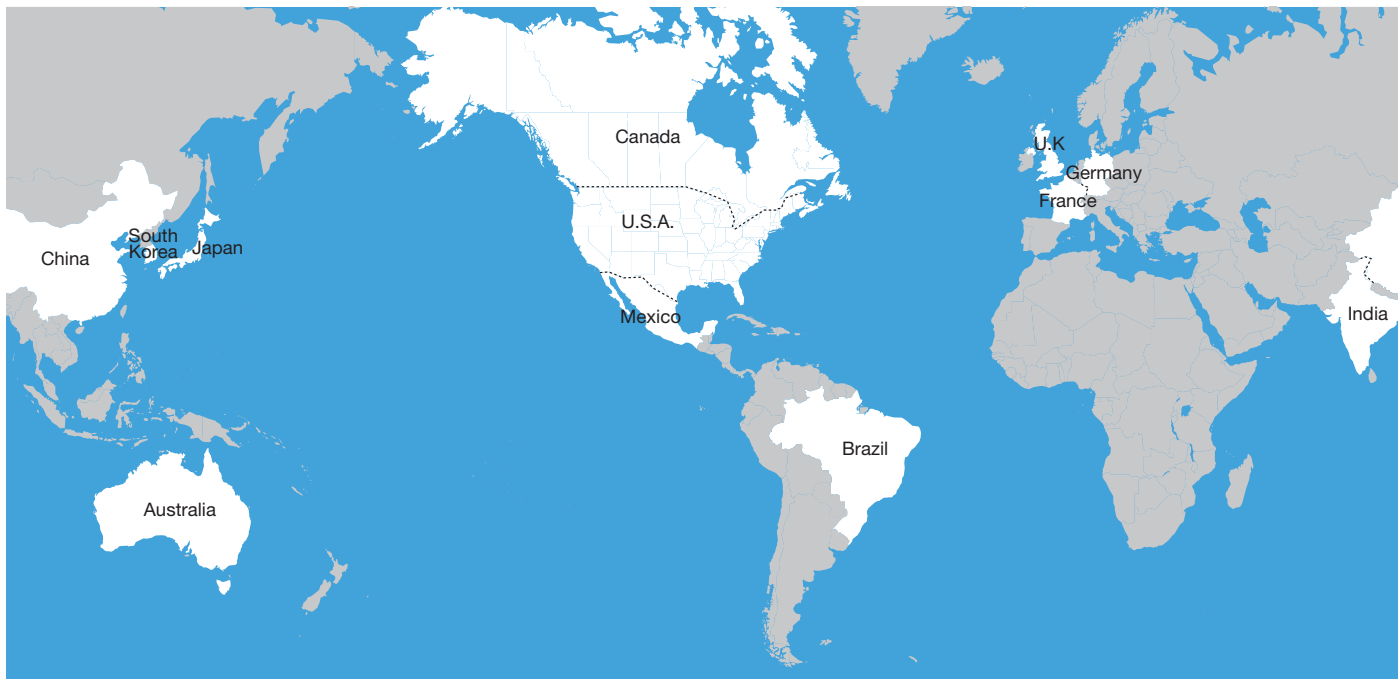 Canada
U.K
Germany
France
U.S.A.
South
Korea
Japan
China
India
Mexico
Brazil
Australia